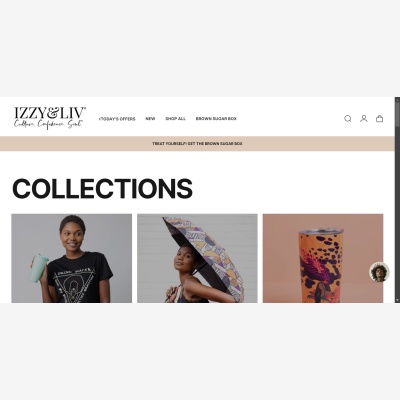 IZZY&LIV
Culture. Confidence. Soul.
TODAY'S OFFERS
NEW
SHOP ALL
BROWN SUGAR BOX
TREAT YOURSELF! GET THE BROWN SUGAR BOX
COLLECTIONS